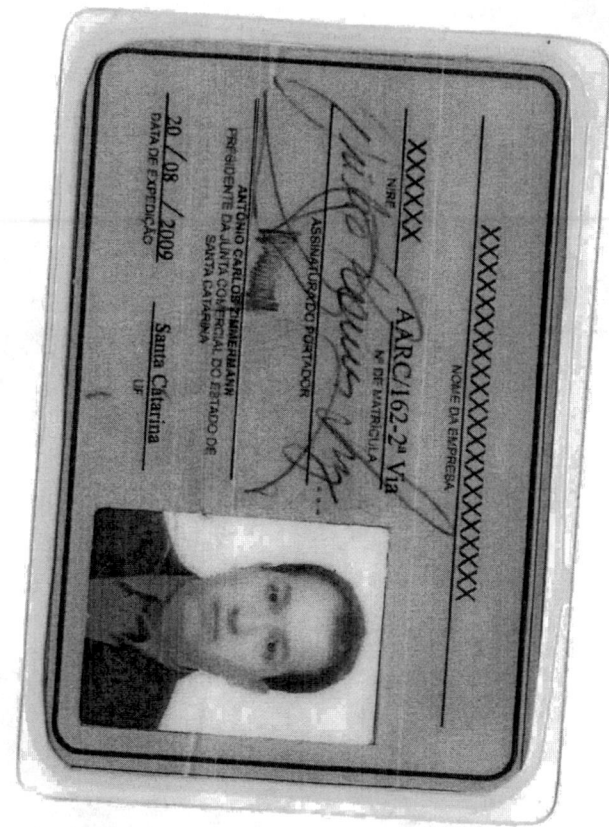 XXXXXXXXXXXXXXXXXXXXXXXXXXXX
NOME DA EMPRESA
XXXXXX AARC/162-2ª Via
NIRE Nº DE MATRÍCULA
ASSINATURA DO PORTADOR
ANTÔNIO CARLOS ZIMMERMANN
PRESIDENTE DA JUNTA COMERCIAL DO ESTADO DE
SANTA CATARINA
20 / 08 / 2009 Santa Catarina
DATA DE EXPEDIÇÃO UF